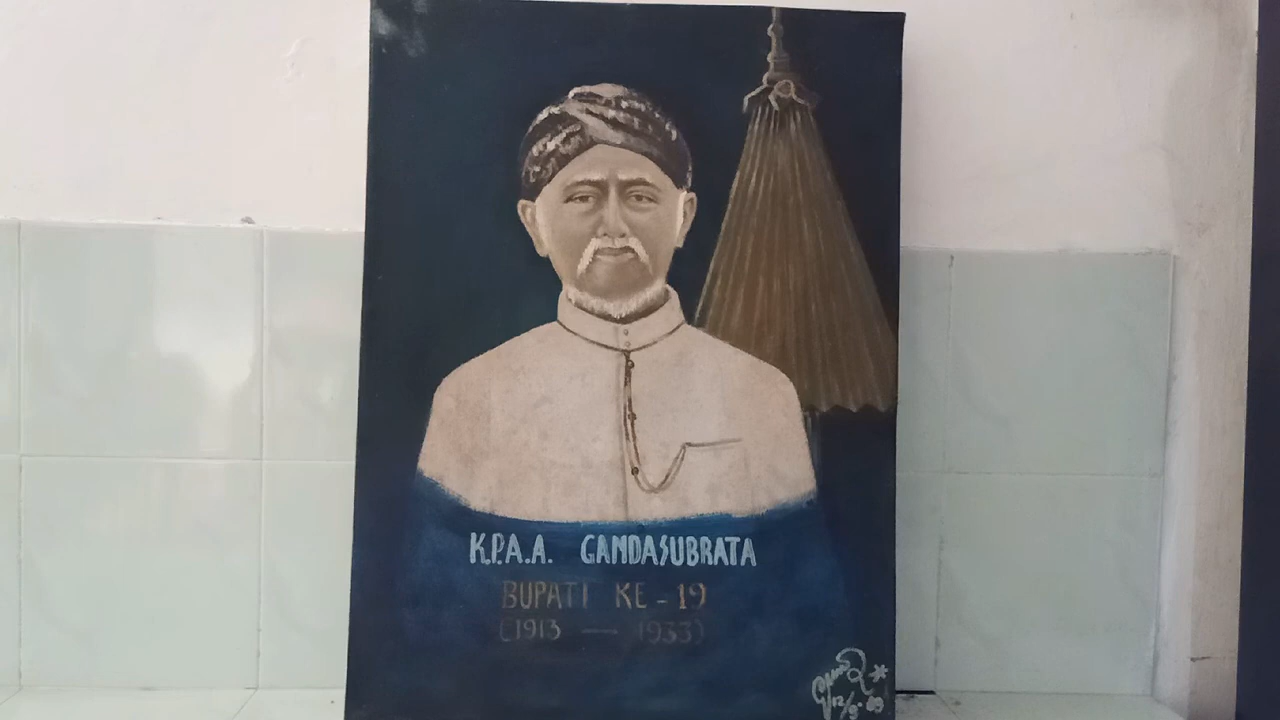 K.P.A.A. GANDASUBRATA
BUPATI KE - 19
(1913 — 1933)